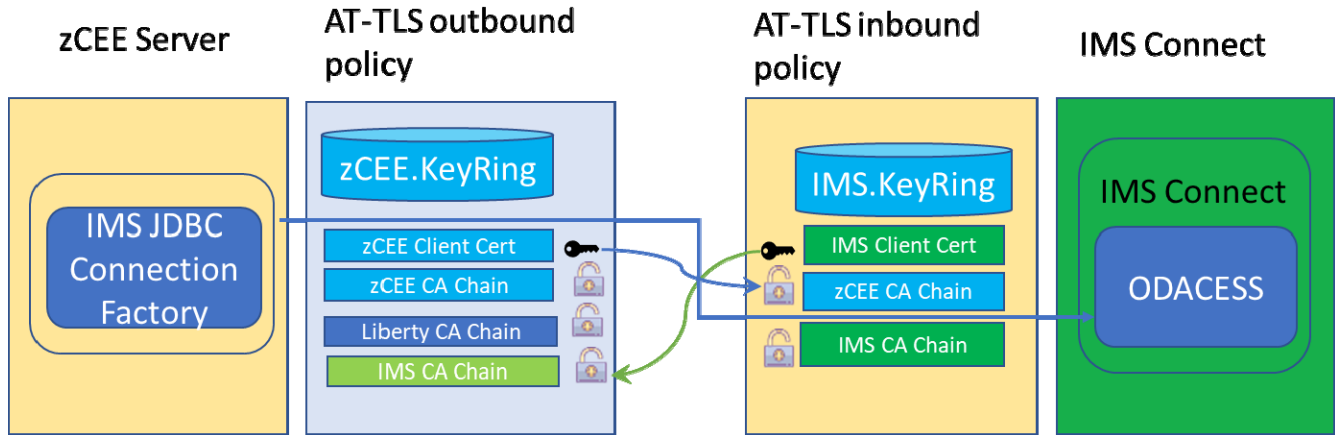 zCEE Server
AT-TLS outbound
policy
AT-TLS inbound
policy
IMS Connect
IMS JDBC
Connection
Factory
zCEE.KeyRing
zCEE Client Cert
zCEE CA Chain
Liberty CA Chain
IMS CA Chain
IMS.KeyRing
IMS Client Cert
zCEE CA Chain
IMS CA Chain
IMS Connect
ODACESS